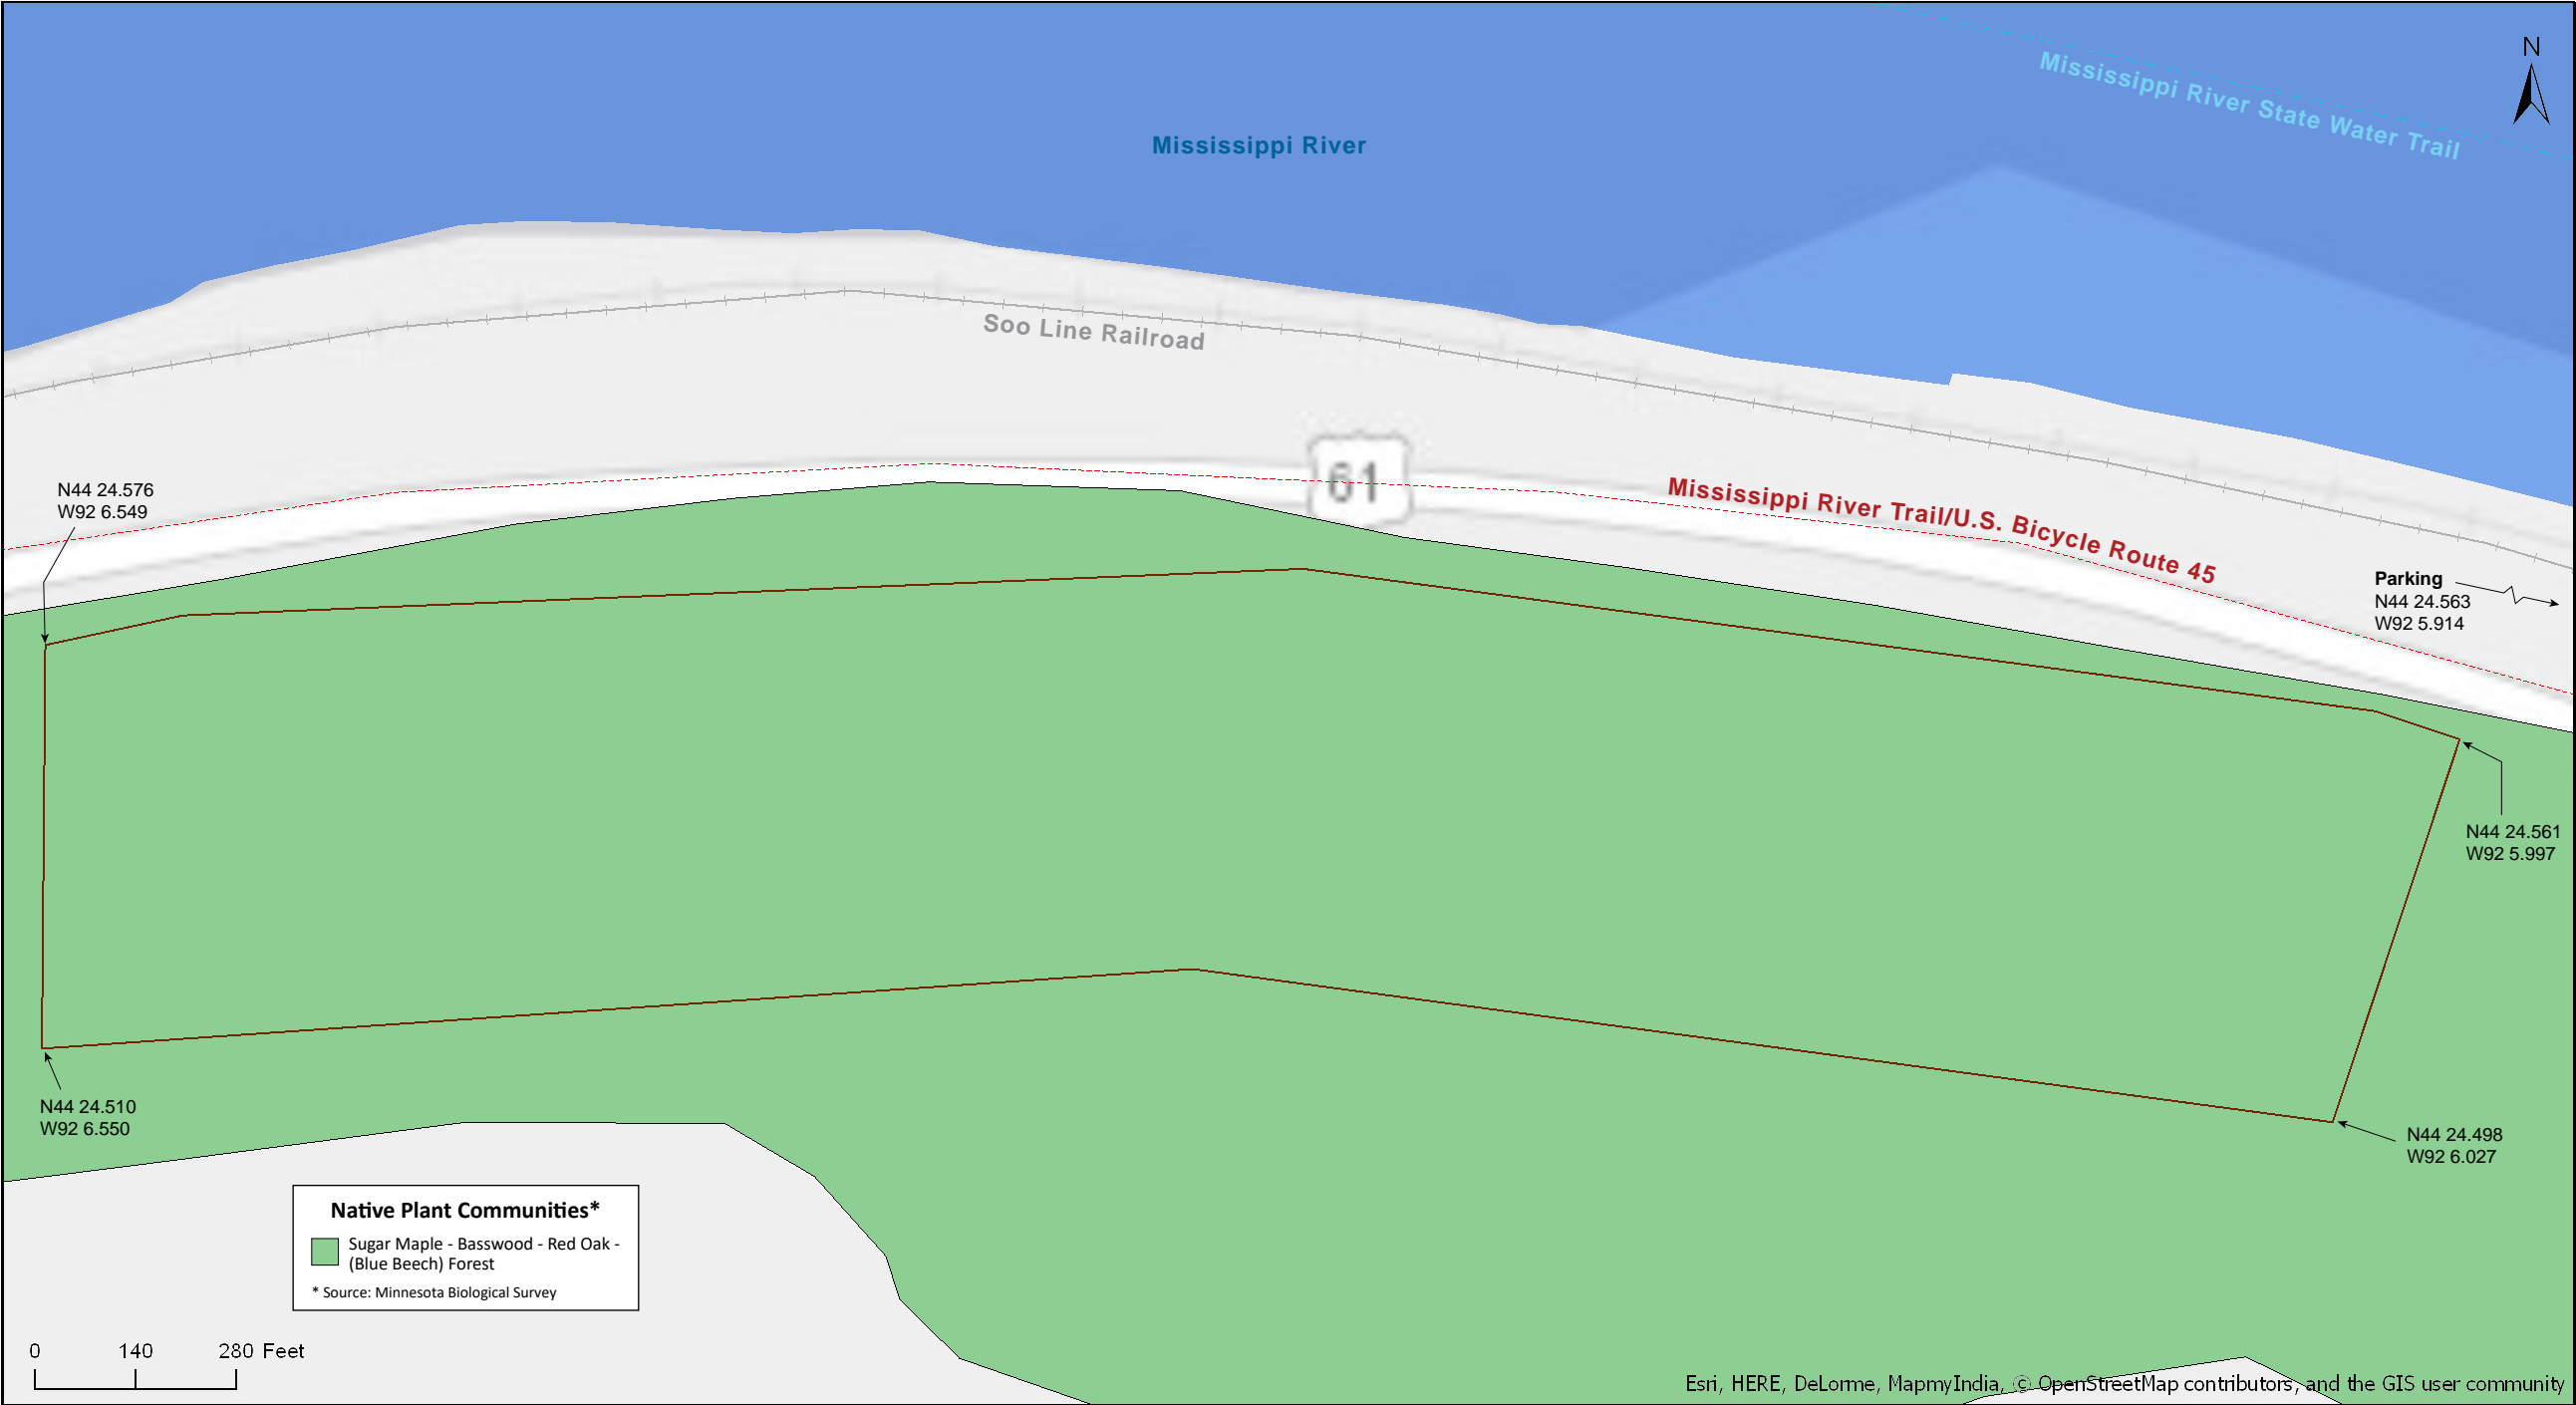 N
Mississippi River State Water Trail
Mississippi River
Soo Line Railroad
61
Mississippi River Trail/U.S. Bicycle Route 45
N44 24.576
W92 6.549
Parking
N44 24.563
W92 5.914
N44 24.561
W92 5.997
N44 24.510
W92 6.550
N44 24.498
W92 6.027
Native Plant Communities*
Sugar Maple - Basswood - Red Oak -
(Blue Beech) Forest
* Source: Minnesota Biological Survey
0 140 280 Feet
Esri, HERE, DeLorme, MapmyIndia, © OpenStreetMap contributors, and the GIS user community